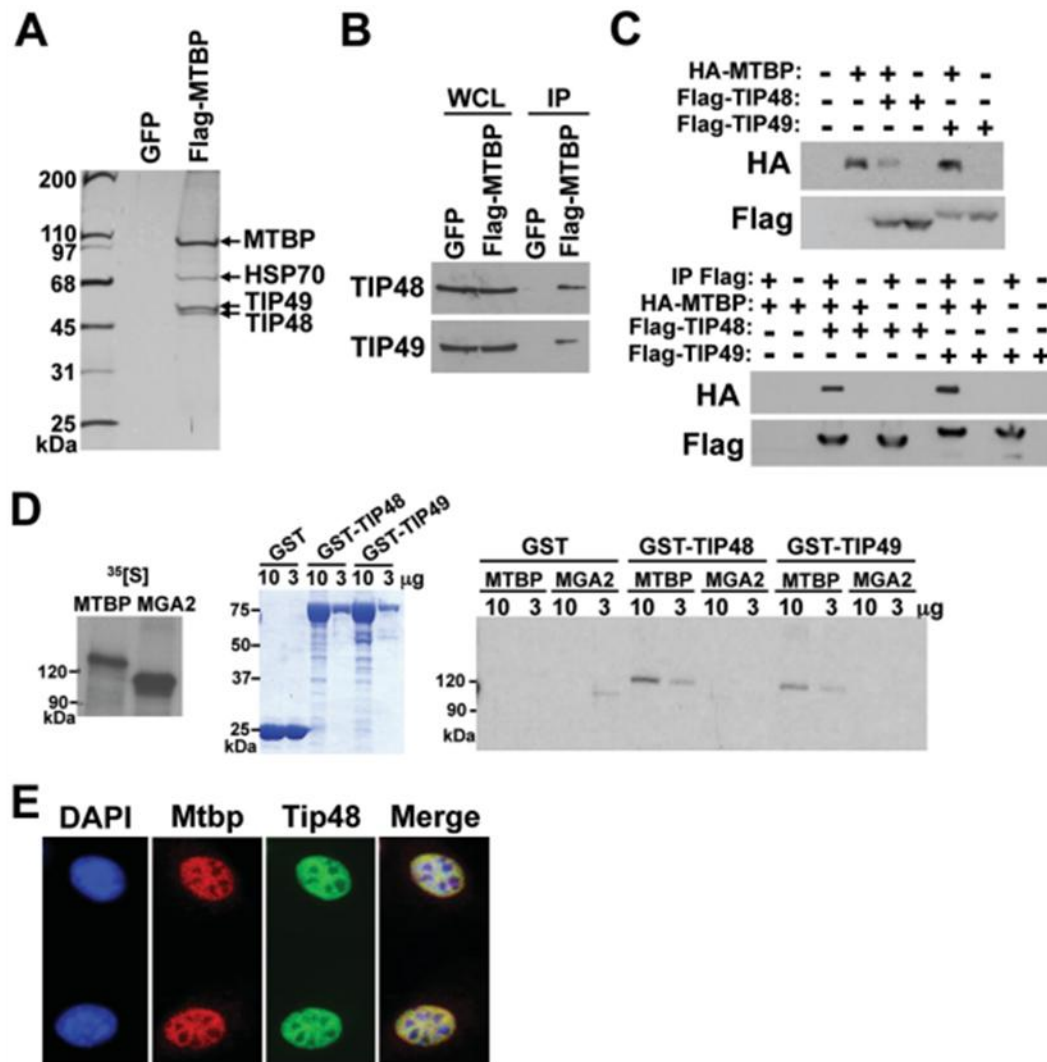 A
GFP
Flag-MTBP
200
110
97
68
45
31
25
kDa
MTBP
HSP70
TIP49
TIP48
B
WCL IP
GFP
Flag-MTBP
GFP
Flag-MTBP
TIP48
TIP49
C
HA-MTBP: - + + - + -
Flag-TIP48: - - + + - -
Flag-TIP49: - - - - + +
HA
Flag
IP Flag: + - + - + - + - + -
HA-MTBP: + + + + - - + + - -
Flag-TIP48: - - + + + + - - - -
Flag-TIP49: - - - - - - + + + +
HA
Flag
D
35[S]
MTBP MGA2
120
90
kDa
GST
GST-TIP48
GST-TIP49
10 3 10 3 10 3 µg
75
50
37
25
kDa
GST GST-TIP48 GST-TIP49
MTBP MGA2 MTBP MGA2 MTBP MGA2
10 3 10 3 10 3 10 3 10 3 10 3 µg
120
90
kDa
E
DAPI Mtbp Tip48 Merge